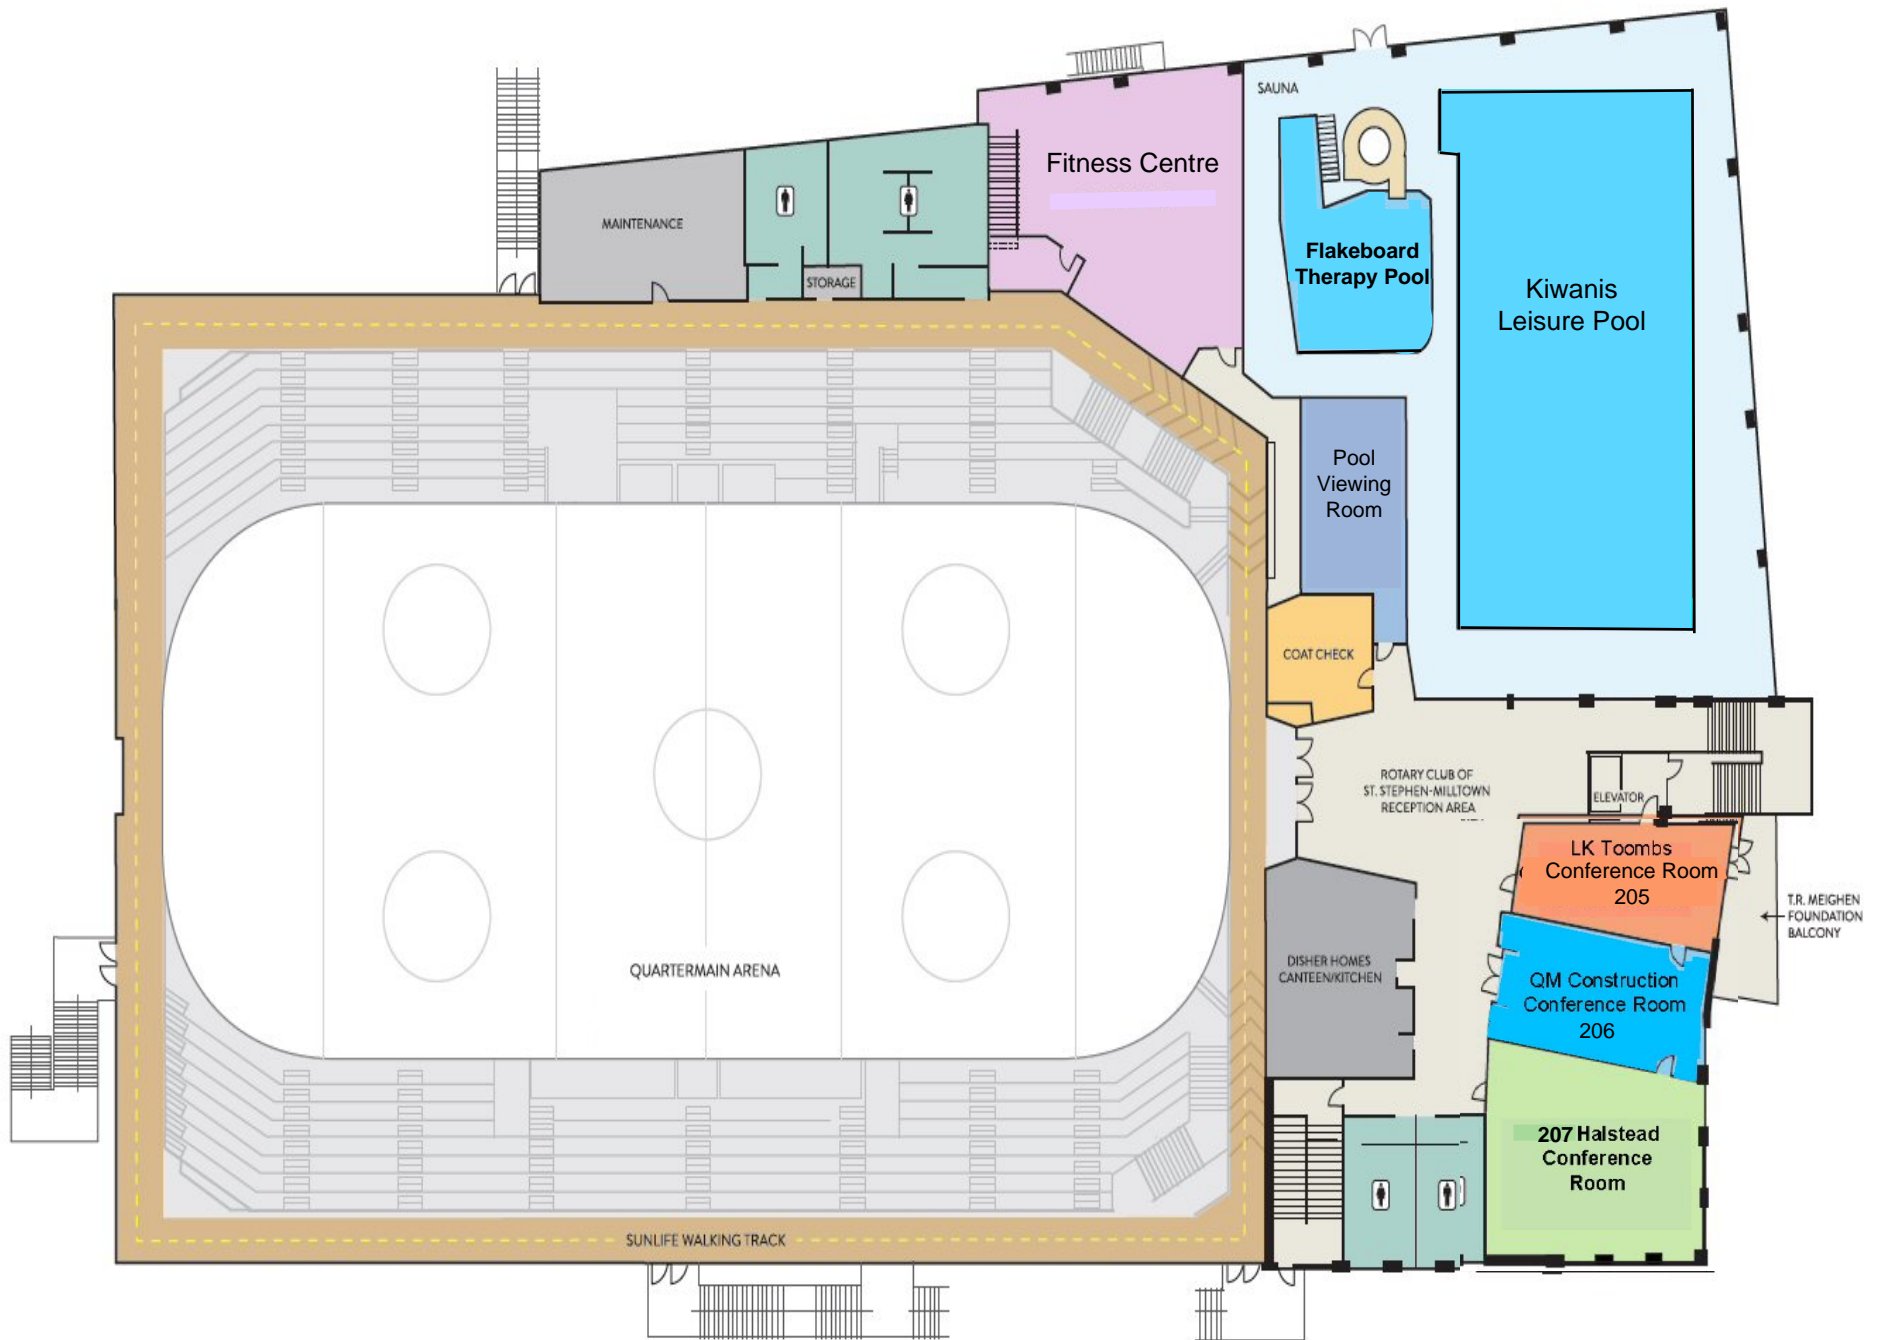 SAUNA
Fitness Centre
MAINTENANCE
STORAGE
Flakeboard
Therapy Pool
Kiwanis
Leisure Pool
Pool
Viewing
Room
COAT CHECK
ROTARY CLUB OF
ST. STEPHEN-MILLTOWN
RECEPTION AREA
ELEVATOR
LK Toombs
Conference Room
205
T.R. MEIGHEN
FOUNDATION
BALCONY
QUARTERMAIN ARENA
DISHER HOMES
CANTEEN/KITCHEN
QM Construction
Conference Room
206
207 Halstead
Conference
Room
SUNLIFE WALKING TRACK